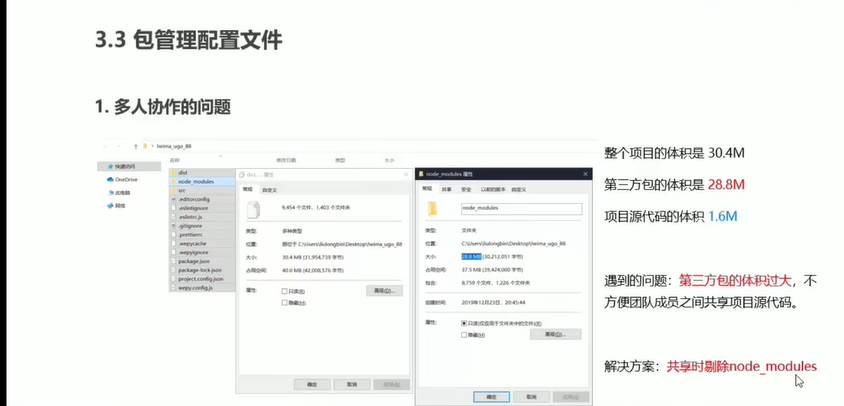 3.3 包管理配置文件
1. 多人协作的问题
heima_ugo_88
名称 修改日期 类型 大小
快速访问
OneDrive
此电脑
网络
dist
node_modules
src
.editorconfig
.eslintignore
.eslintrc.js
.gitignore
.prettierrc
.wepycache
.wepyignore
package.json
package-lock.json
project.config.json
wepy.config.js
dist, ... 属性
常规 自定义
9,454 个文件，1,403 个文件夹
类型: 多种类型
位置: 都位于 C:\Users\liulongbin\Desktop\heima_ugo_88
大小: 30.4 MB (31,954,739 字节)
占用空间: 40.0 MB (42,008,576 字节)
属性: 只读(R) 高级(D)...
隐藏(H)
确定 取消
node_modules 属性
常规 共享 安全 以前的版本 自定义
node_modules
类型: 文件夹
位置: C:\Users\liulongbin\Desktop\heima_ugo_88
大小: 28.8 MB (30,212,051 字节)
占用空间: 37.5 MB (39,424,000 字节)
包含: 8,759 个文件，1,226 个文件夹
创建时间: 2019年12月23日，20:45:44
属性: 只读(仅应用于文件夹中的文件)(R)
隐藏(H) 高级(D)...
确定 取消
整个项目的体积是 30.4M
第三方包的体积是 28.8M
项目源代码的体积 1.6M
遇到的问题：第三方包的体积过大，不
方便团队成员之间共享项目源代码。
解决方案：共享时剔除node_modules